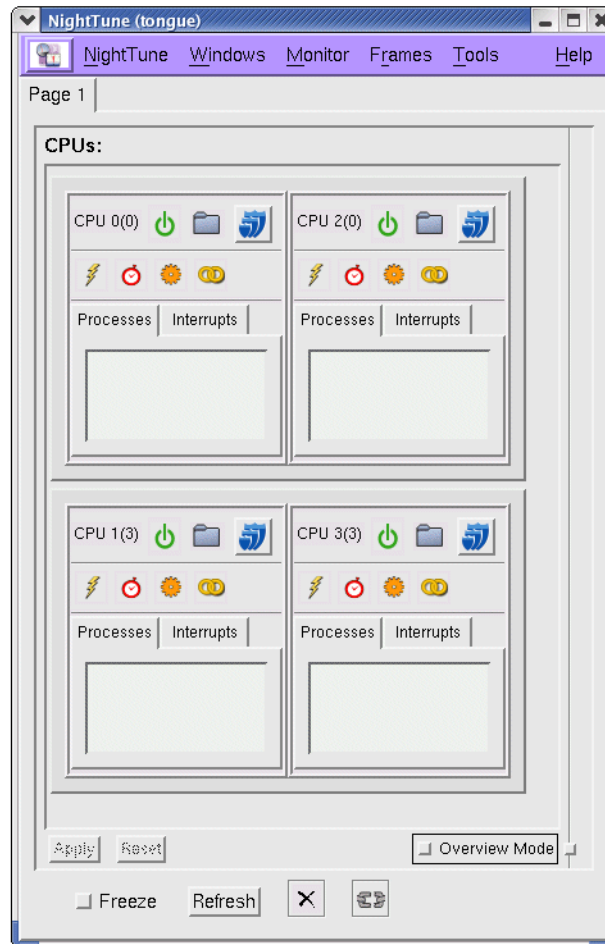 NightTune (tongue)
NightTune Windows Monitor Frames Tools Help
Page 1
CPUs:
CPU 0(0) CPU 2(0)
Processes Interrupts Processes Interrupts
CPU 1(3) CPU 3(3)
Processes Interrupts Processes Interrupts
Apply Reset Overview Mode
Freeze Refresh